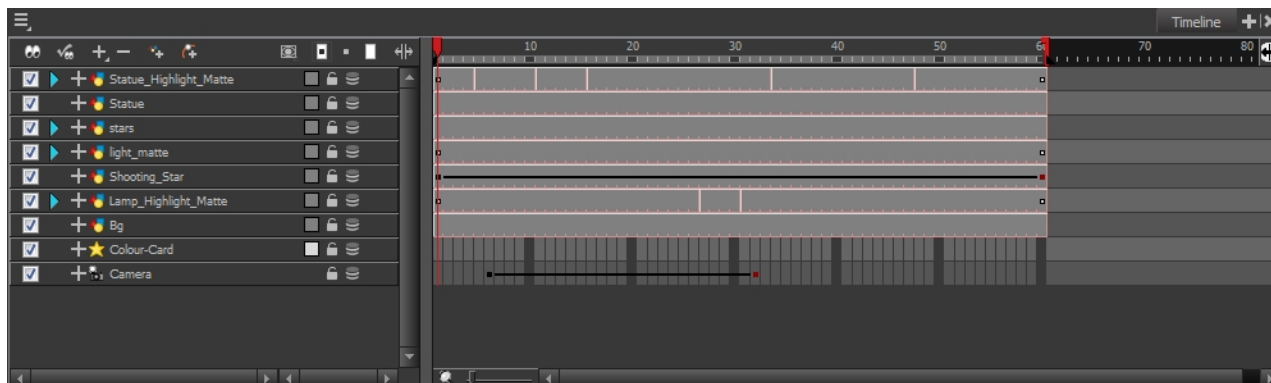 Timeline
10 20 30 40 50 60 70 80
Statue_Highlight_Matte
Statue
stars
light_matte
Shooting_Star
Lamp_Highlight_Matte
Bg
Colour-Card
Camera